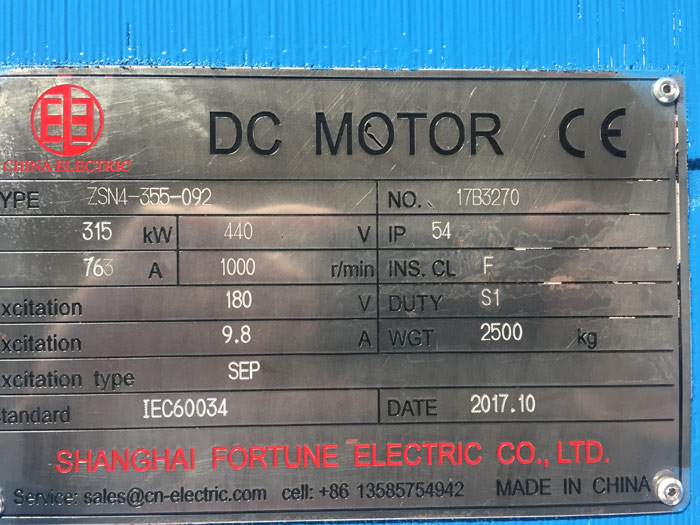 DC MOTOR CE
CHINA ELECTRIC
TYPE ZSN4-355-092 NO. 17B3270
315 kW 440 V IP 54
763 A 1000 r/min INS. CL F
xcitation 180 V DUTY S1
xcitation 9.8 A WGT 2500 kg
xcitation type SEP
standard IEC60034 DATE 2017.10
SHANGHAI FORTUNE ELECTRIC CO., LTD.
Service: sales@cn-electric.com cell: +86 13585754942 MADE IN CHINA